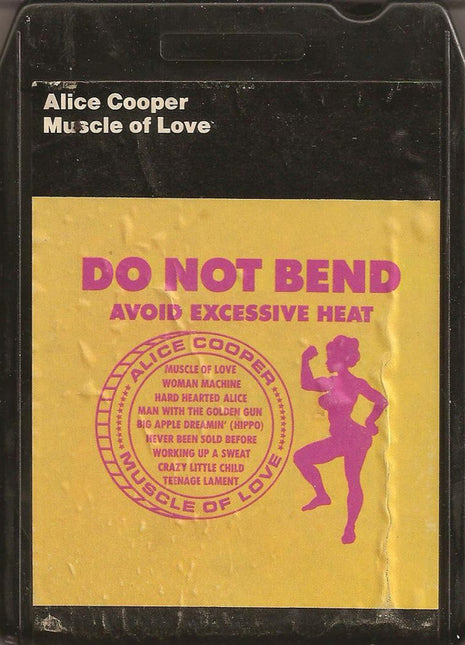 Alice Cooper
Muscle of Love
DO NOT BEND
AVOID EXCESSIVE HEAT
ALICE COOPER
MUSCLE OF LOVE
WOMAN MACHINE
HARD HEARTED ALICE
MAN WITH THE GOLDEN GUN
BIG APPLE DREAMIN' (HIPPO)
NEVER BEEN SOLD BEFORE
WORKING UP A SWEAT
CRAZY LITTLE CHILD
TEENAGE LAMENT
MUSCLE OF LOVE